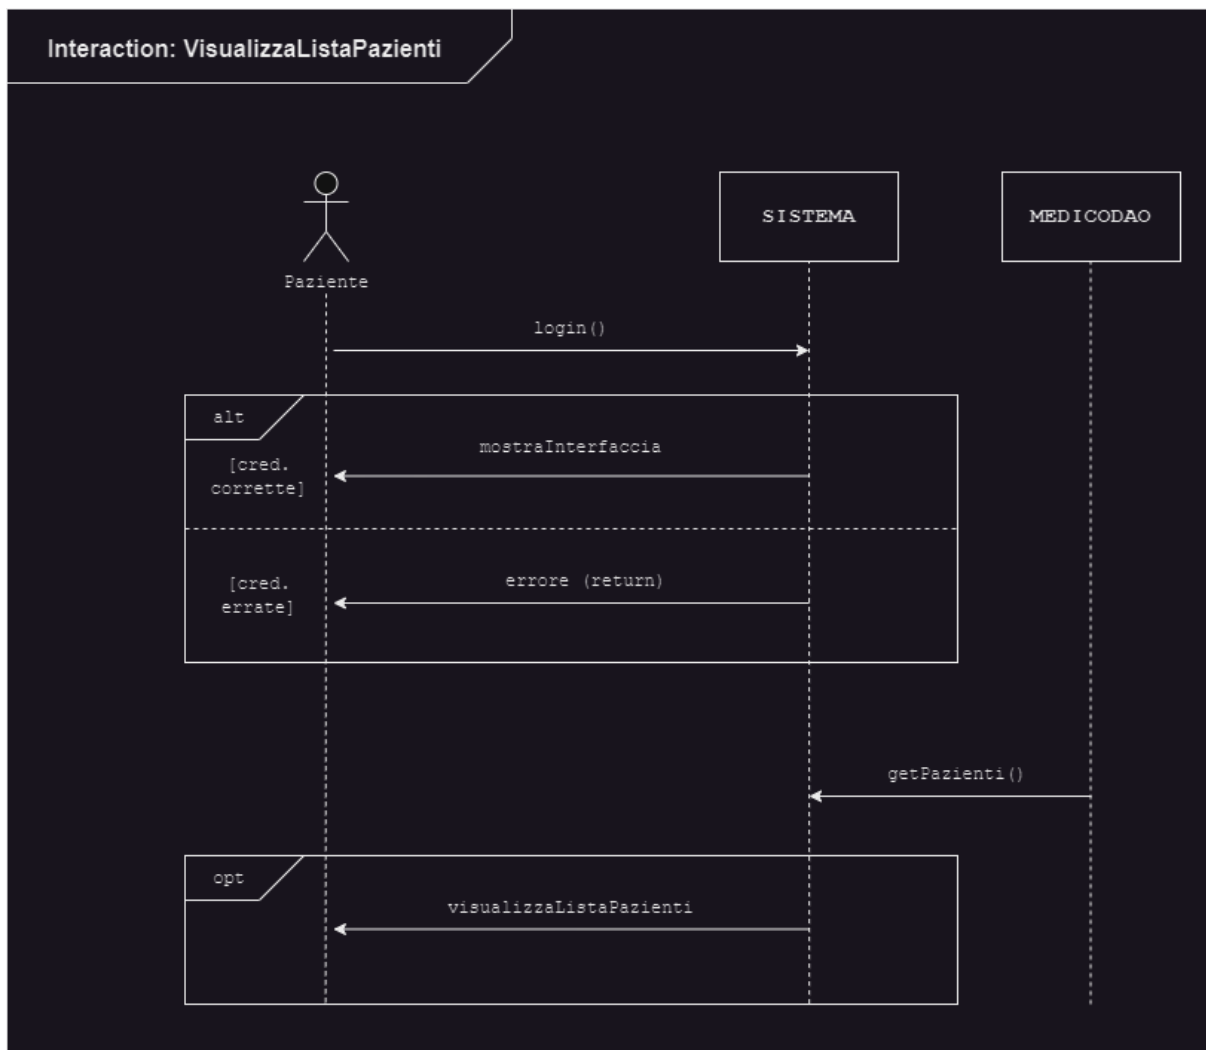 Interaction: VisualizzaListaPazienti
SISTEMA
MEDICODAO
Paziente
login()
alt
mostraInterfaccia
[cred.
corrette]
errore (return)
[cred.
errate]
getPazienti()
opt
visualizzaListaPazienti